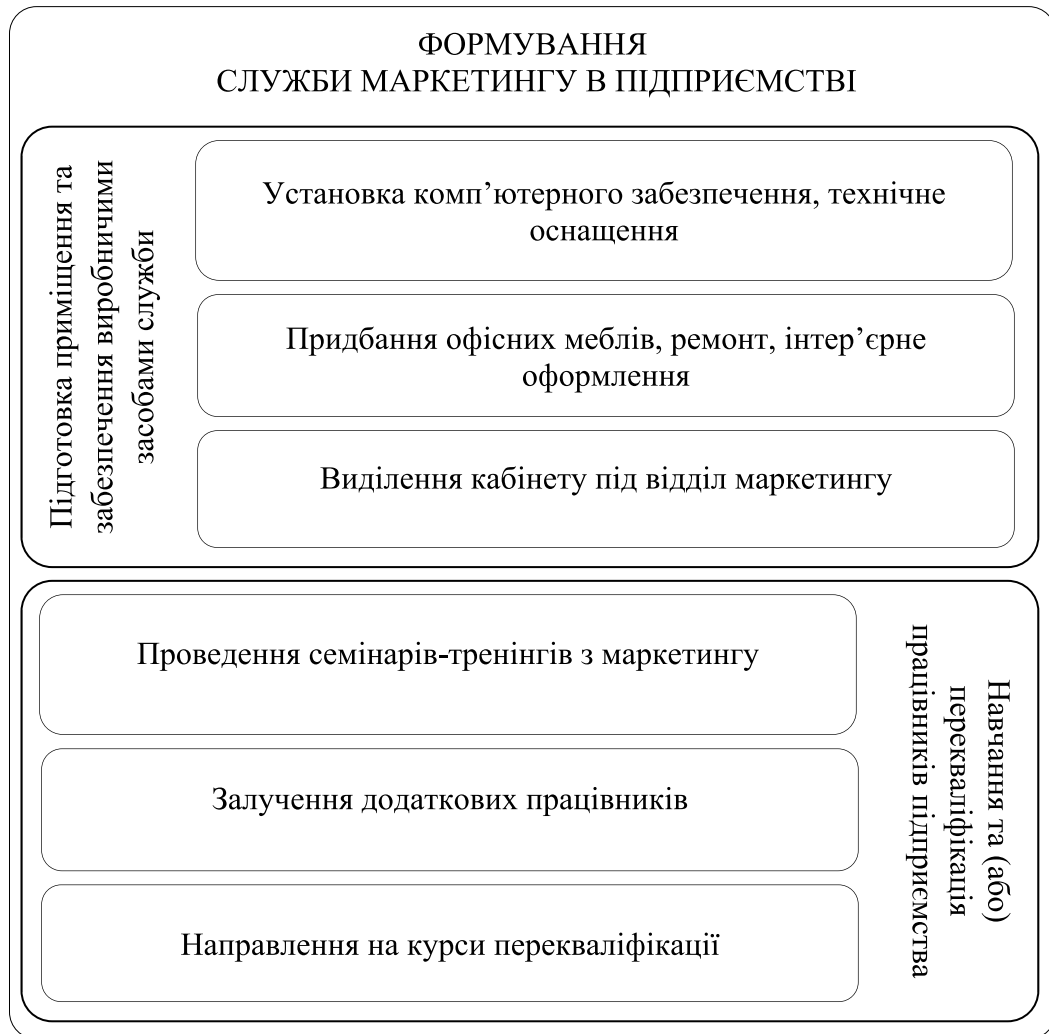 ФОРМУВАННЯ
СЛУЖБИ МАРКЕТИНГУ В ПІДПРИЄМСТВІ
Підготовка приміщення та
забезпечення виробничими
засобами служби
Установка комп’ютерного забезпечення, технічне
оснащення
Придбання офісних меблів, ремонт, інтер’єрне
оформлення
Виділення кабінету під відділ маркетингу
Проведення семінарів-тренінгів з маркетингу
Залучення додаткових працівників
Направлення на курси перекваліфікації
Навчання та (або)
перекваліфікація
працівників підприємства